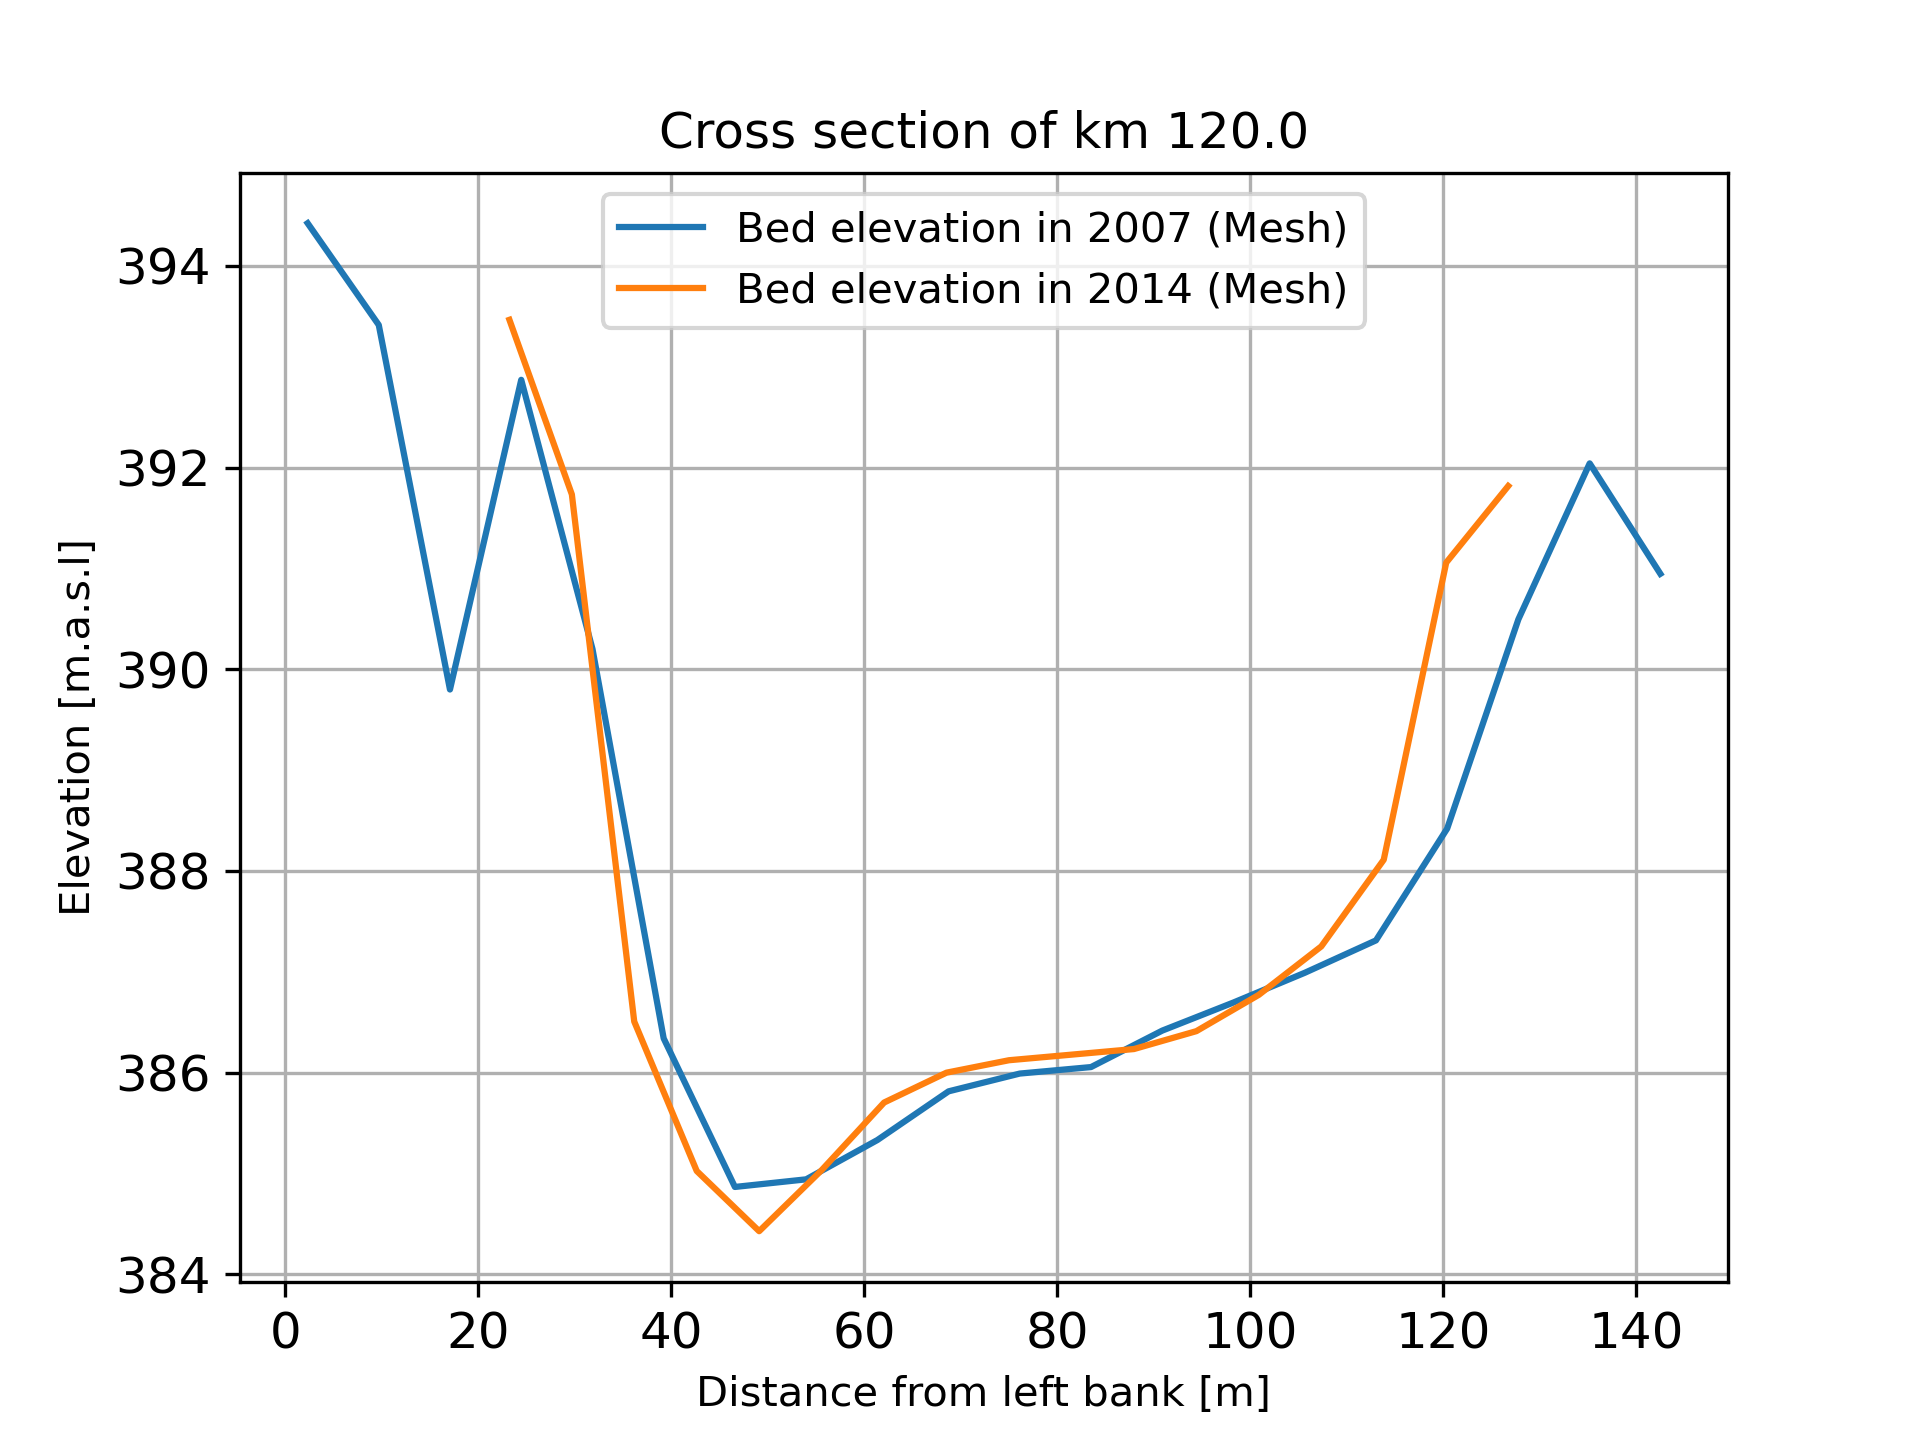 Cross section of km 120.0
Bed elevation in 2007 (Mesh)
Bed elevation in 2014 (Mesh)
Elevation [m.a.s.l]
394
392
390
388
386
384
0 20 40 60 80 100 120 140
Distance from left bank [m]